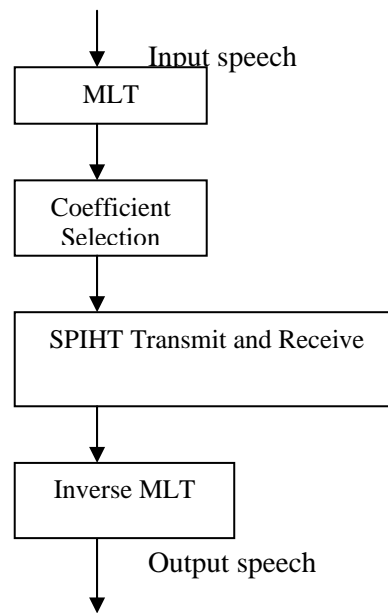 Input speech
MLT
Coefficient
Selection
SPIHT Transmit and Receive
Inverse MLT
Output speech